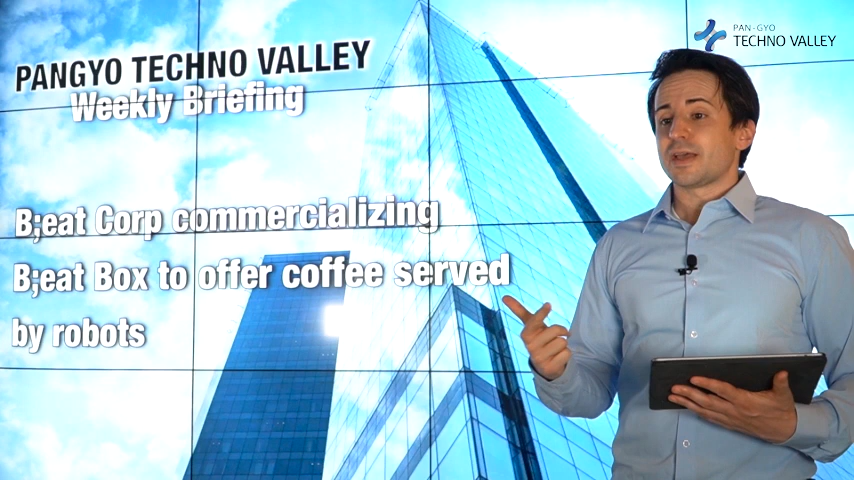 PANGYO TECHNO VALLEY
Weekly Briefing
B;eat Corp commercializing
B;eat Box to offer coffee served
by robots
PAN-GYO
TECHNO VALLEY